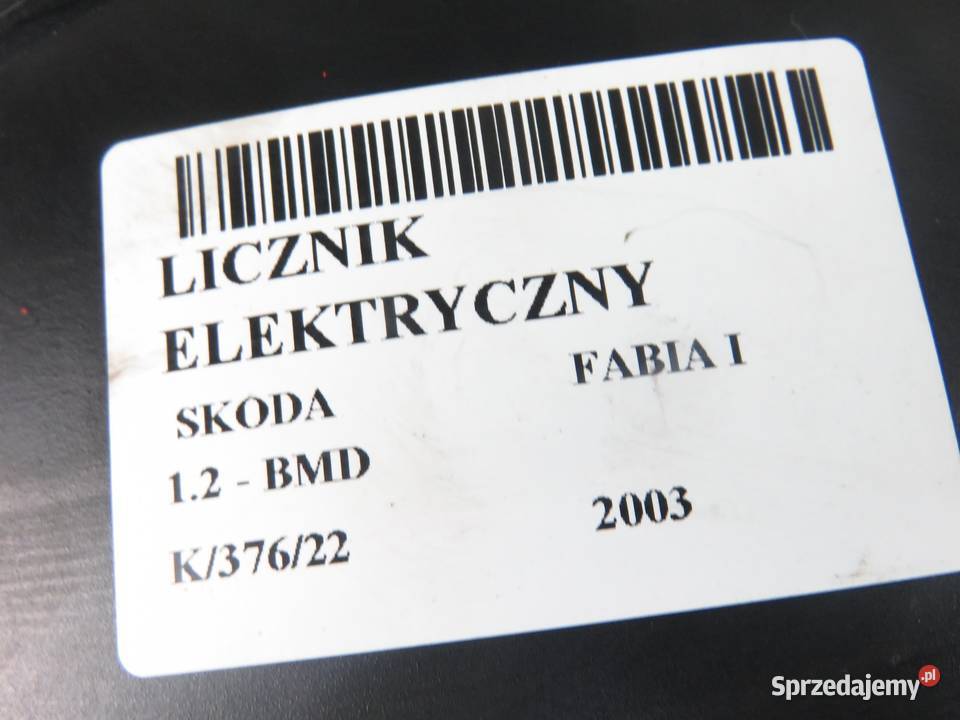 LICZNIK
ELEKTRYCZNY
SKODA FABIA I
1.2 - BMD
K/376/22 2003
Sprzedajemy.pl